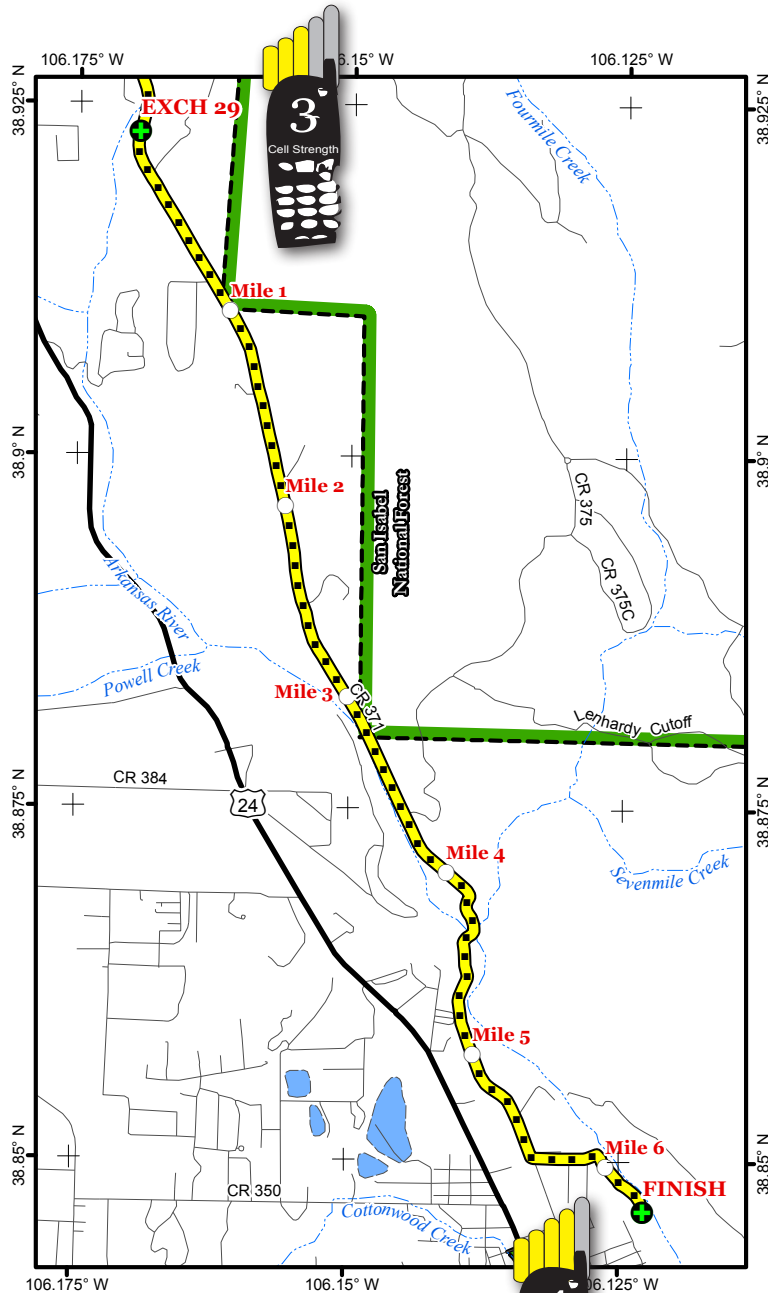 106.175° W
106.15° W
106.125° W
38.925° N
38.925° N
EXCH 29
3
Cell Strength
Fourmile Creek
Mile 1
38.9° N
38.9° N
Mile 2
San Isabel
National Forest
CR 375
CR 375C
Arkansas River
Powell Creek
Mile 3
CR 371
Lenhardy Cutoff
CR 384
24
38.875° N
38.875° N
Mile 4
Sevenmile Creek
Mile 5
38.85° N
38.85° N
Mile 6
FINISH
CR 350
Cottonwood Creek
106.175° W
106.15° W
106.125° W